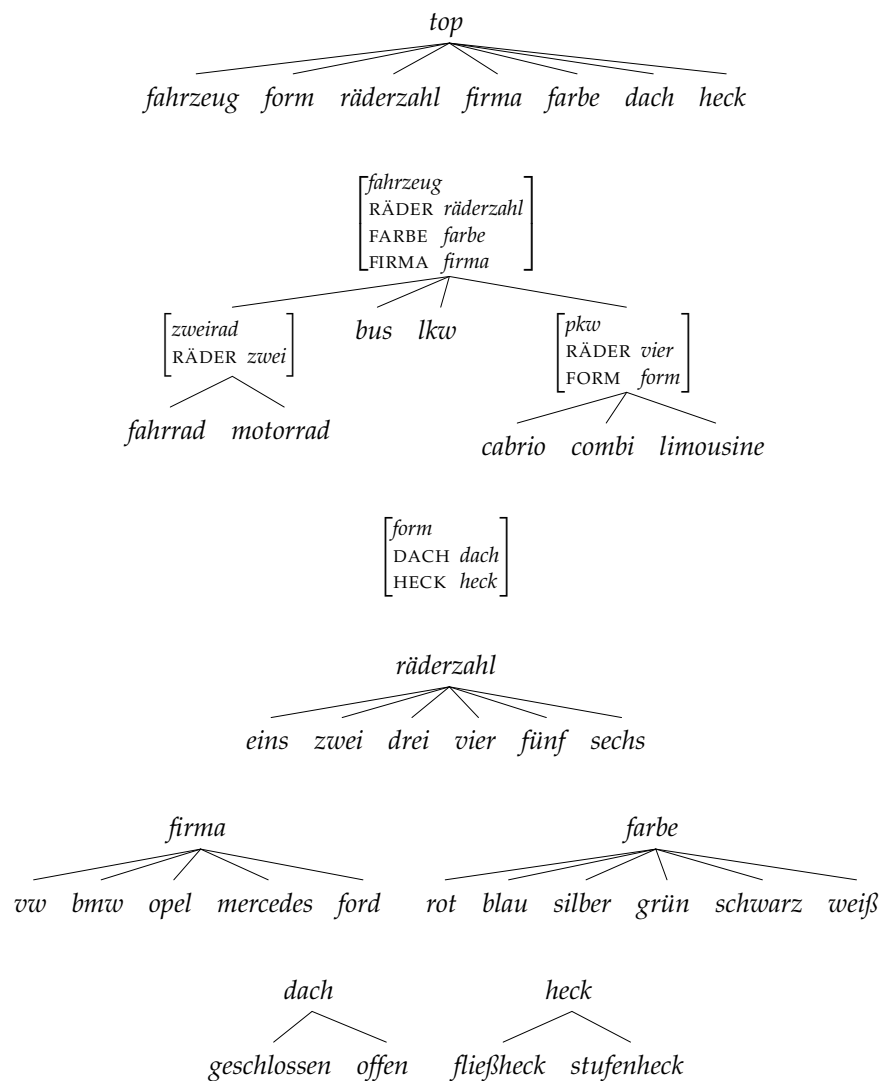 top
fahrzeug form räderzahl firma farbe dach heck
fahrzeug
RÄDER räderzahl
FARBE farbe
FIRMA firma
zweirad
RÄDER zwei
bus lkw
pkw
RÄDER vier
FORM form
fahrrad motorrad
cabrio combi limousine
form
DACH dach
HECK heck
räderzahl
eins zwei drei vier fünf sechs
firma
farbe
vw bmw opel mercedes ford
rot blau silber grün schwarz weiß
dach
heck
geschlossen offen
fließheck stufenheck